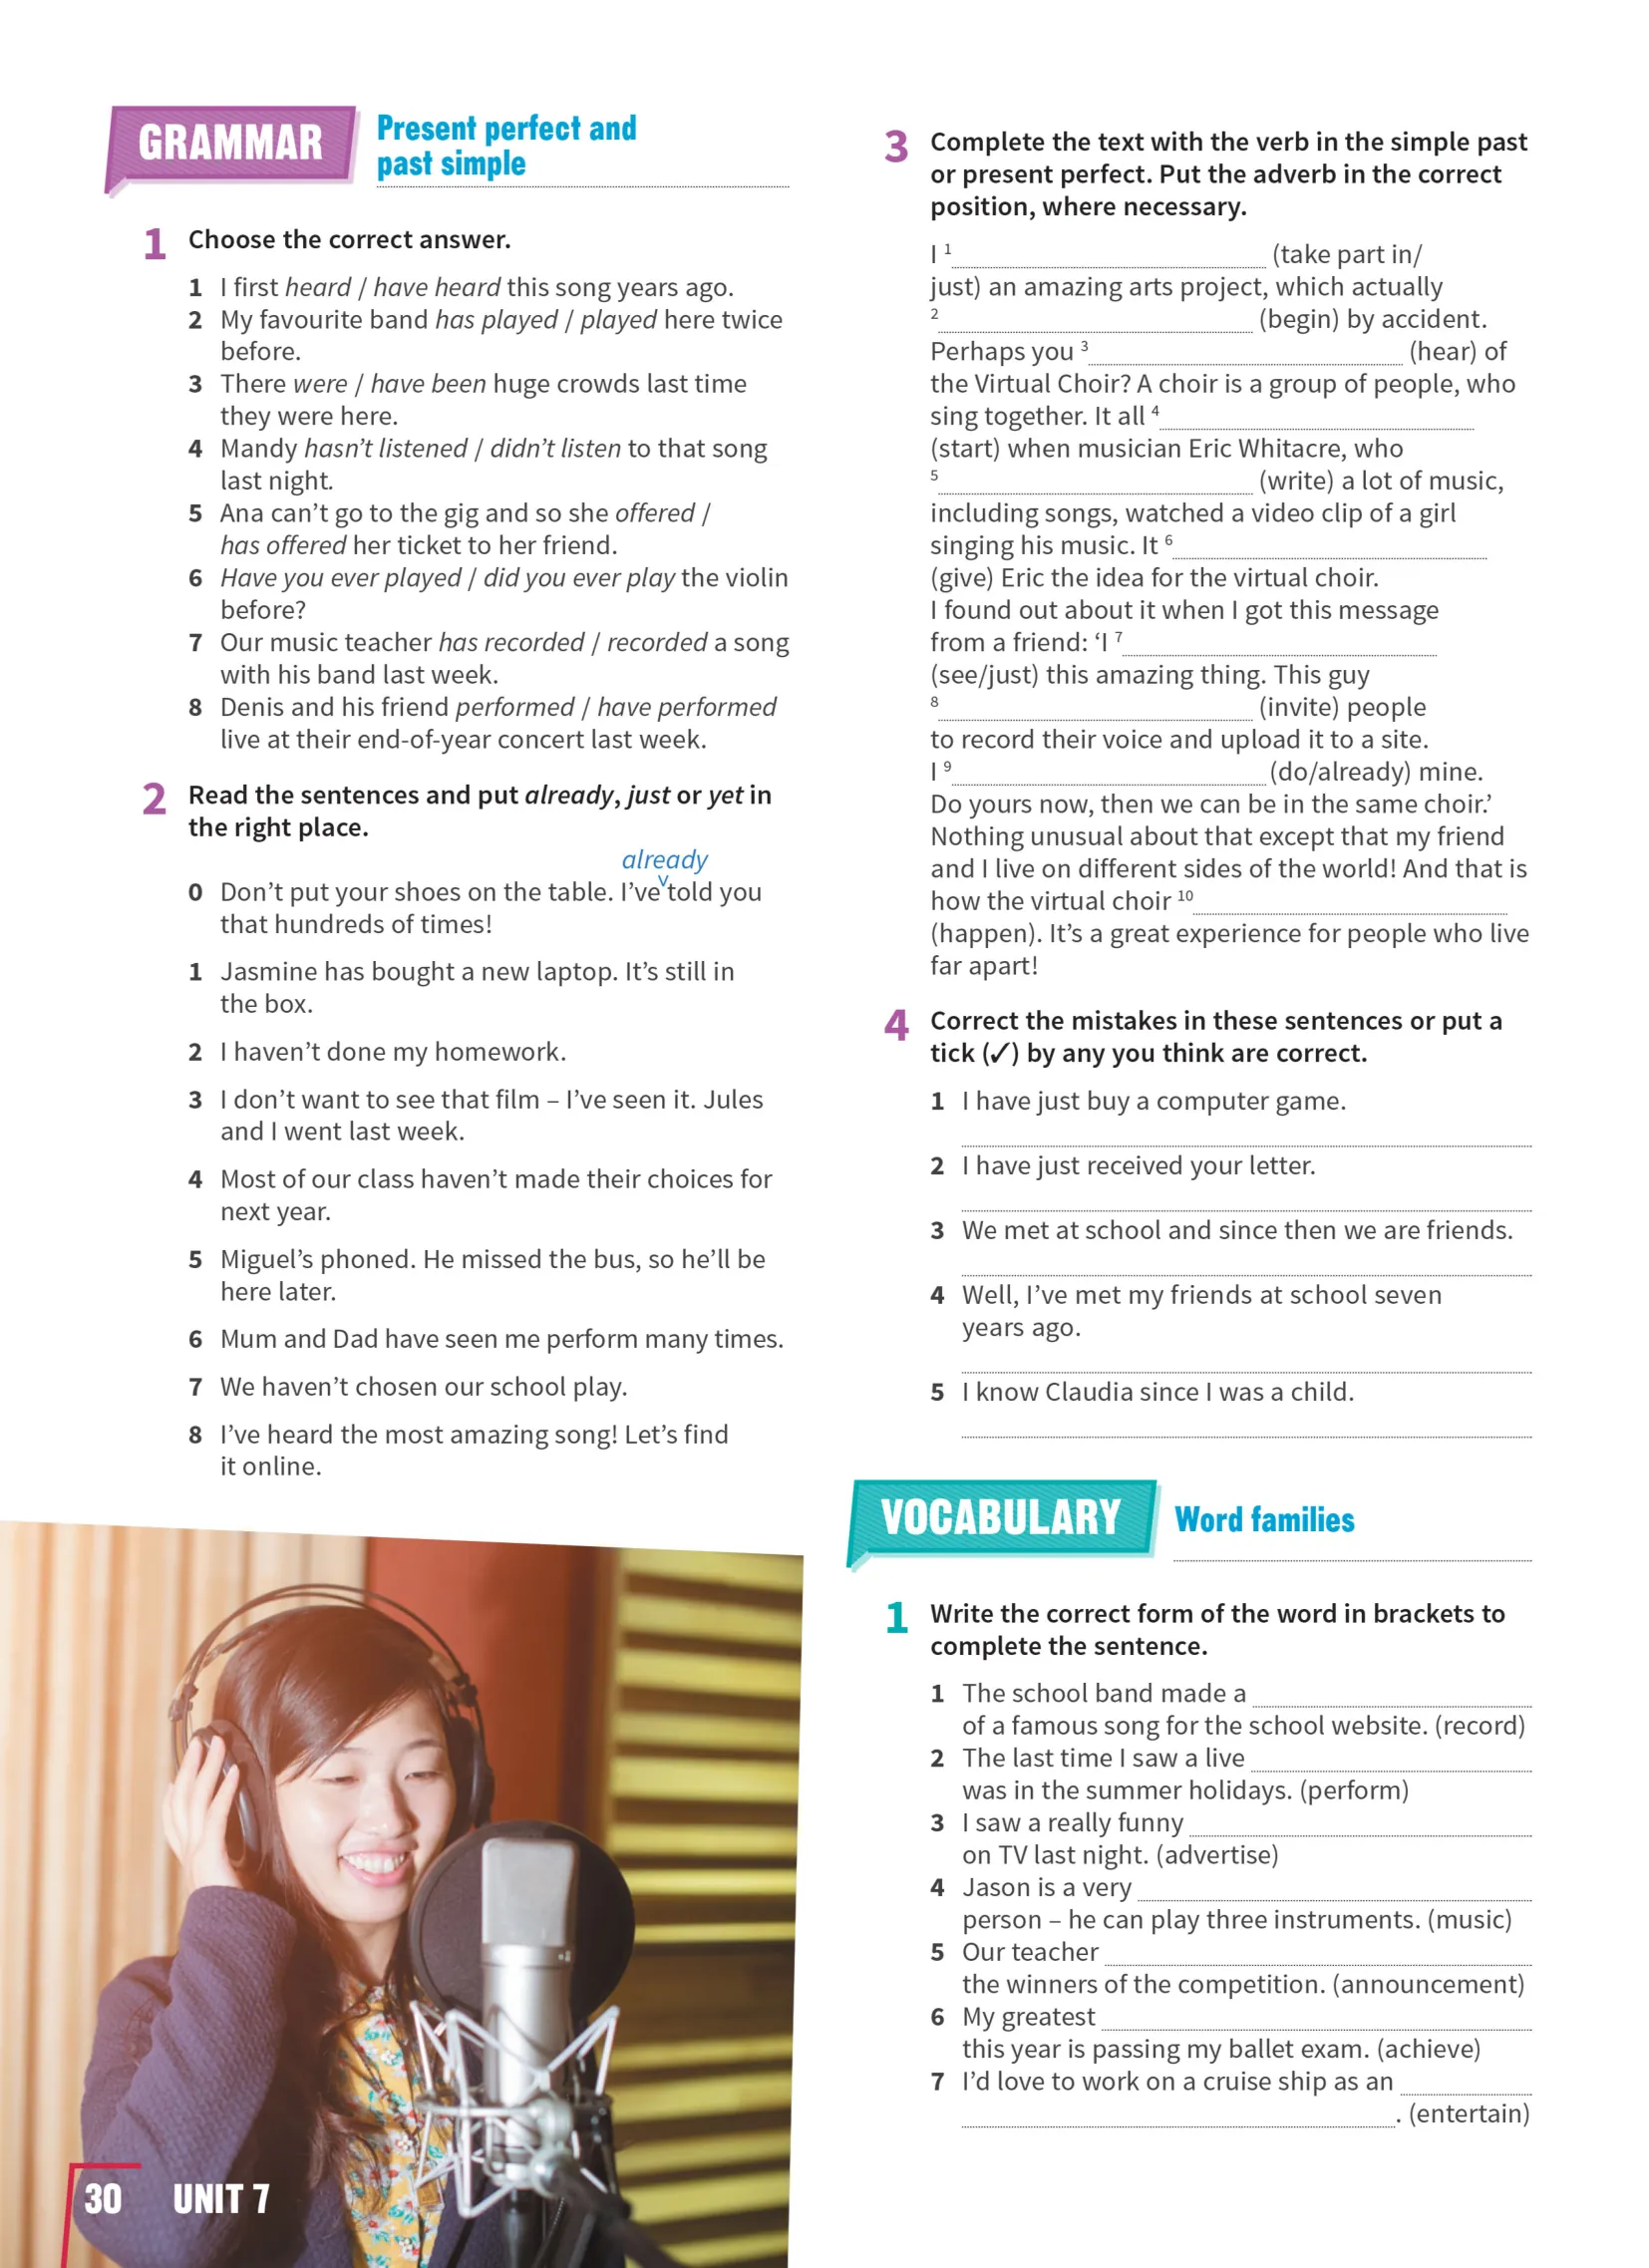 GRAMMAR
Present perfect and
past simple
1 Choose the correct answer.
1 I first heard / have heard this song years ago.
2 My favourite band has played / played here twice
before.
3 There were / have been huge crowds last time
they were here.
4 Mandy hasn’t listened / didn’t listen to that song
last night.
5 Ana can’t go to the gig and so she offered /
has offered her ticket to her friend.
6 Have you ever played / did you ever play the violin
before?
7 Our music teacher has recorded / recorded a song
with his band last week.
8 Denis and his friend performed / have performed
live at their end-of-year concert last week.
2 Read the sentences and put already, just or yet in
the right place.
already
0 Don’t put your shoes on the table. I’ve told you
that hundreds of times!
1 Jasmine has bought a new laptop. It’s still in
the box.
2 I haven’t done my homework.
3 I don’t want to see that film – I’ve seen it. Jules
and I went last week.
4 Most of our class haven’t made their choices for
next year.
5 Miguel’s phoned. He missed the bus, so he’ll be
here later.
6 Mum and Dad have seen me perform many times.
7 We haven’t chosen our school play.
8 I’ve heard the most amazing song! Let’s find
it online.
3 Complete the text with the verb in the simple past
or present perfect. Put the adverb in the correct
position, where necessary.
I 1 (take part in/
just) an amazing arts project, which actually
2 (begin) by accident.
Perhaps you 3 (hear) of
the Virtual Choir? A choir is a group of people, who
sing together. It all 4
(start) when musician Eric Whitacre, who
5 (write) a lot of music,
including songs, watched a video clip of a girl
singing his music. It 6
(give) Eric the idea for the virtual choir.
I found out about it when I got this message
from a friend: ‘I 7
(see/just) this amazing thing. This guy
8 (invite) people
to record their voice and upload it to a site.
I 9 (do/already) mine.
Do yours now, then we can be in the same choir.’
Nothing unusual about that except that my friend
and I live on different sides of the world! And that is
how the virtual choir 10
(happen). It’s a great experience for people who live
far apart!
4 Correct the mistakes in these sentences or put a
tick (✓) by any you think are correct.
1 I have just buy a computer game.
2 I have just received your letter.
3 We met at school and since then we are friends.
4 Well, I’ve met my friends at school seven
years ago.
5 I know Claudia since I was a child.
VOCABULARY
Word families
1 Write the correct form of the word in brackets to
complete the sentence.
1 The school band made a
of a famous song for the school website. (record)
2 The last time I saw a live
was in the summer holidays. (perform)
3 I saw a really funny
on TV last night. (advertise)
4 Jason is a very
person – he can play three instruments. (music)
5 Our teacher
the winners of the competition. (announcement)
6 My greatest
this year is passing my ballet exam. (achieve)
7 I’d love to work on a cruise ship as an
. (entertain)
30 UNIT 7